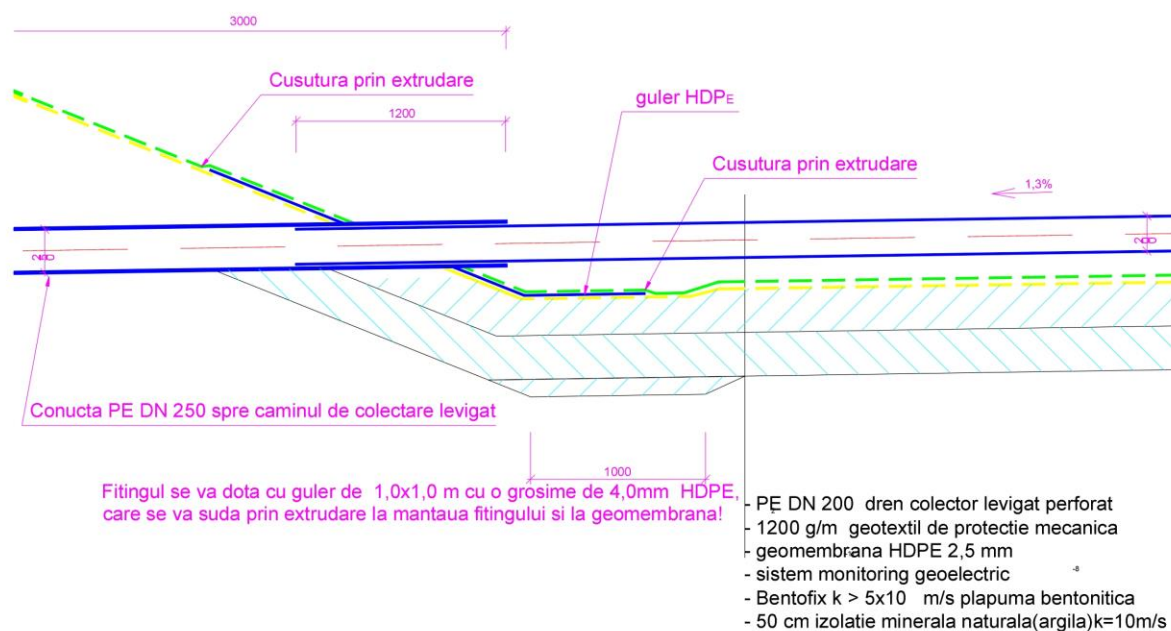 3000
Cusutura prin extrudare
guler HDPE
1200
Cusutura prin extrudare
1,3%
Conucta PE DN 250 spre caminul de colectare levigat
1000
Fitingul se va dota cu guler de 1,0x1,0 m cu o grosime de 4,0mm HDPE,
care se va suda prin extrudare la mantaua fitingului si la geomembrana!
- PE DN 200 dren colector levigat perforat
- 1200 g/m geotextil de protectie mecanica
- geomembrana HDPE 2,5 mm
- sistem monitoring geoelectric
-8
- Bentofix k > 5x10 m/s plapuma bentonitica
- 50 cm izolatie minerala naturala(argila)k=10m/s